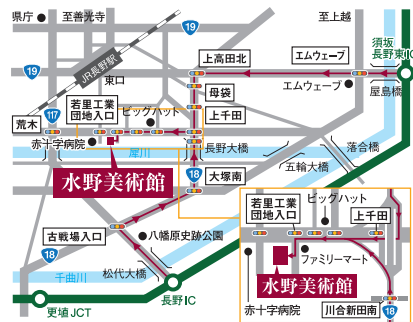 県庁
至善光寺
19
至上越
須坂
長野東IC
JR長野駅
東口
上高田北
エムウェーブ
19
エムウェーブ
屋島橋
母袋
若里工業
団地入口
ビッグハット
上千田
117
荒木
赤十字病院
犀川
長野大橋
落合橋
五輪大橋
水野美術館
18
大塚南
古戦場入口
八幡原史跡公園
18
千曲川
松代大橋
更埴JCT
長野IC
ビッグハット
若里工業
団地入口
上千田
ファミリーマート
水野美術館
赤十字病院
川合新田南
18